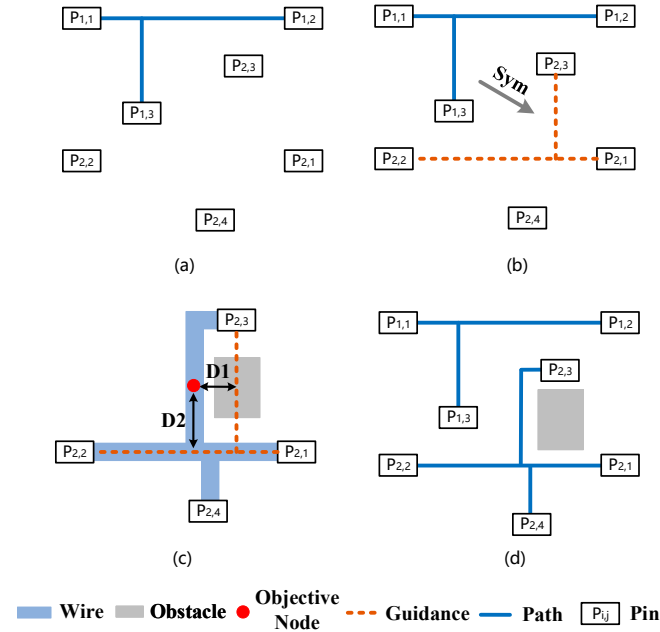 P1,1
P1,2
P2,3
P1,3
P2,2
P2,1
P2,4
(a)
P1,1
P1,2
P2,3
Sym
P1,3
P2,2
P2,1
P2,4
(b)
P2,3
D1
D2
P2,2
P2,1
P2,4
(c)
P1,1
P1,2
P2,3
P1,3
P2,2
P2,1
P2,4
(d)
Wire
Obstacle
Objective
Node
Guidance
Path
Pi,j
Pin